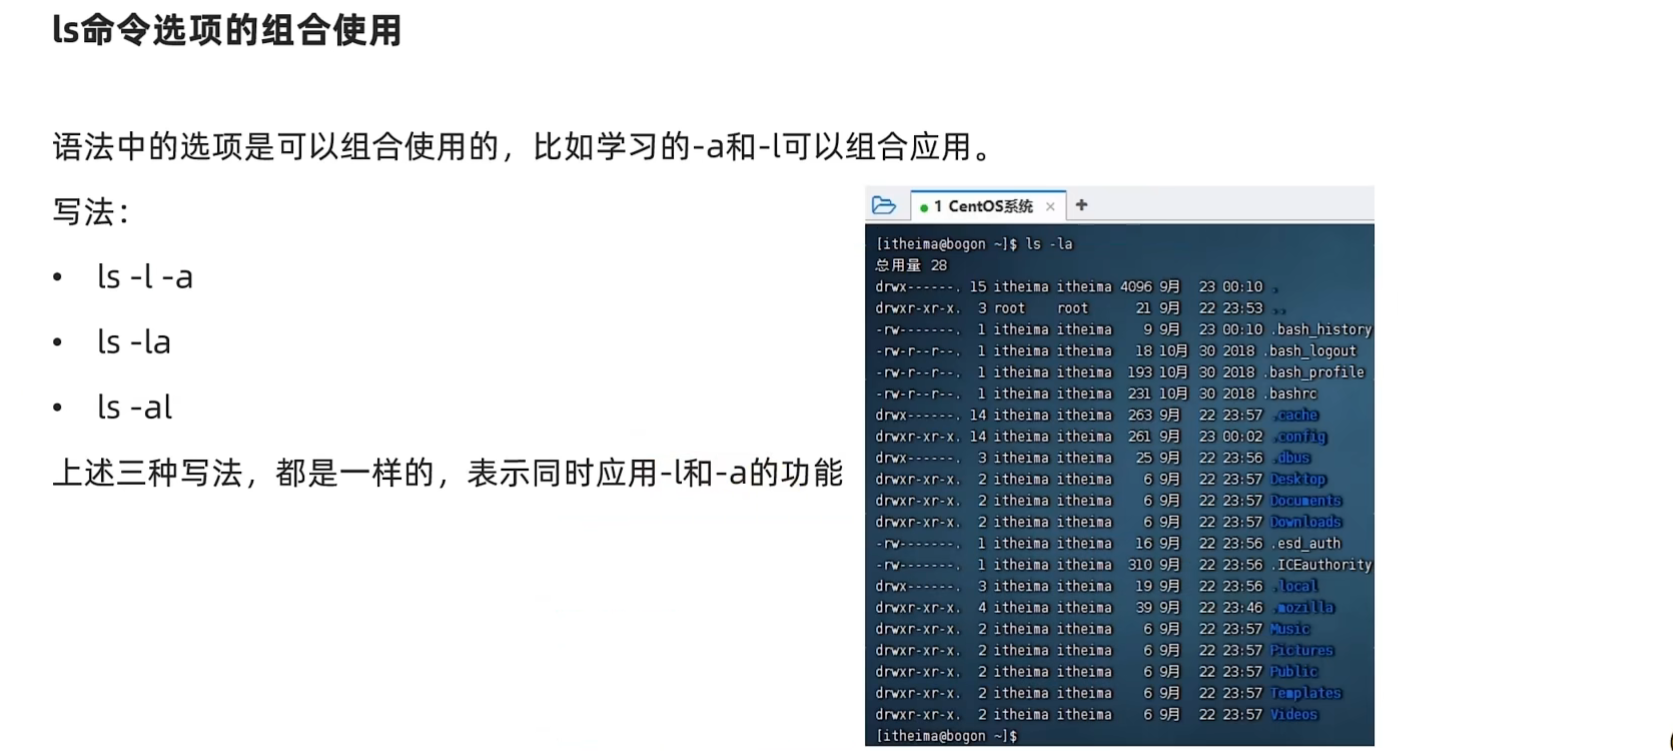 ls命令选项的组合使用
语法中的选项是可以组合使用的，比如学习的-a和-l可以组合应用。
写法：
• ls -l -a
• ls -la
• ls -al
上述三种写法，都是一样的，表示同时应用-l和-a的功能
1 CentOS系统 × +
[itheima@bogon ~]$ ls -la
总用量 28
drwx------. 15 itheima itheima 4096 9月  23 00:10 .
drwxr-xr-x.  3 root    root      21 9月  22 23:53 ..
-rw-------.  1 itheima itheima    9 9月  23 00:10 .bash_history
-rw-r--r--.  1 itheima itheima   18 10月 30 2018 .bash_logout
-rw-r--r--.  1 itheima itheima  193 10月 30 2018 .bash_profile
-rw-r--r--.  1 itheima itheima  231 10月 30 2018 .bashrc
drwx------. 14 itheima itheima  263 9月  22 23:57 .cache
drwxr-xr-x. 14 itheima itheima  261 9月  23 00:02 .config
drwx------.  3 itheima itheima   25 9月  22 23:56 .dbus
drwxr-xr-x.  2 itheima itheima    6 9月  22 23:57 Desktop
drwxr-xr-x.  2 itheima itheima    6 9月  22 23:57 Documents
drwxr-xr-x.  2 itheima itheima    6 9月  22 23:57 Downloads
-rw-------.  1 itheima itheima   16 9月  22 23:56 .esd_auth
-rw-------.  1 itheima itheima  310 9月  22 23:56 .ICEauthority
drwx------.  3 itheima itheima   19 9月  22 23:56 .local
drwxr-xr-x.  4 itheima itheima   39 9月  22 23:46 .mozilla
drwxr-xr-x.  2 itheima itheima    6 9月  22 23:57 Music
drwxr-xr-x.  2 itheima itheima    6 9月  22 23:57 Pictures
drwxr-xr-x.  2 itheima itheima    6 9月  22 23:57 Public
drwxr-xr-x.  2 itheima itheima    6 9月  22 23:57 Templates
drwxr-xr-x.  2 itheima itheima    6 9月  22 23:57 Videos
[itheima@bogon ~]$